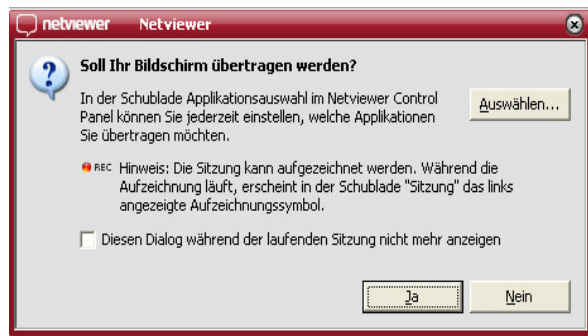 netviewer Netviewer
Soll Ihr Bildschirm übertragen werden?
In der Schublade Applikationsauswahl im Netviewer Control
Panel können Sie jederzeit einstellen, welche Applikationen
Sie übertragen möchten.
Auswählen...
REC Hinweis: Die Sitzung kann aufgezeichnet werden. Während die
Aufzeichnung läuft, erscheint in der Schublade "Sitzung" das links
angezeigte Aufzeichnungssymbol.
Diesen Dialog während der laufenden Sitzung nicht mehr anzeigen
Ja Nein